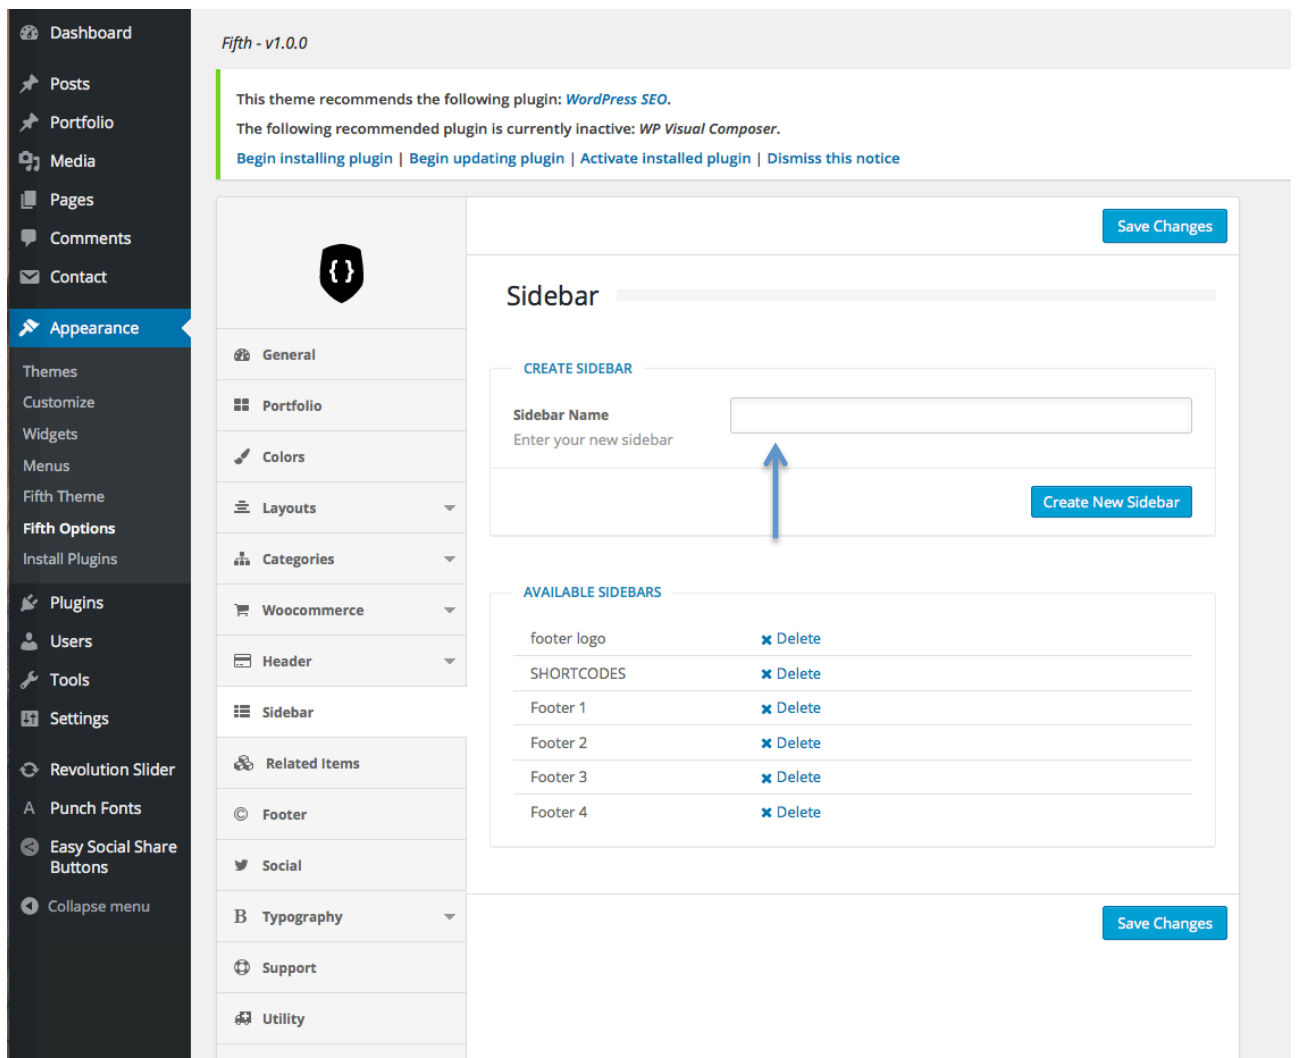 Dashboard
Posts
Portfolio
Media
Pages
Comments
Contact
Appearance
Themes
Customize
Widgets
Menus
Fifth Theme
Fifth Options
Install Plugins
Plugins
Users
Tools
Settings
Revolution Slider
A Punch Fonts
Easy Social Share
Buttons
Collapse menu
Fifth - v1.0.0
This theme recommends the following plugin: WordPress SEO.
The following recommended plugin is currently inactive: WP Visual Composer.
Begin installing plugin | Begin updating plugin | Activate installed plugin | Dismiss this notice
{ }
General
Portfolio
Colors
Layouts
Categories
Woocommerce
Header
Sidebar
Related Items
© Footer
Social
B Typography
Support
Utility
Save Changes
Sidebar
CREATE SIDEBAR
Sidebar Name
Enter your new sidebar
Create New Sidebar
AVAILABLE SIDEBARS
footer logo Delete
SHORTCODES Delete
Footer 1 Delete
Footer 2 Delete
Footer 3 Delete
Footer 4 Delete
Save Changes